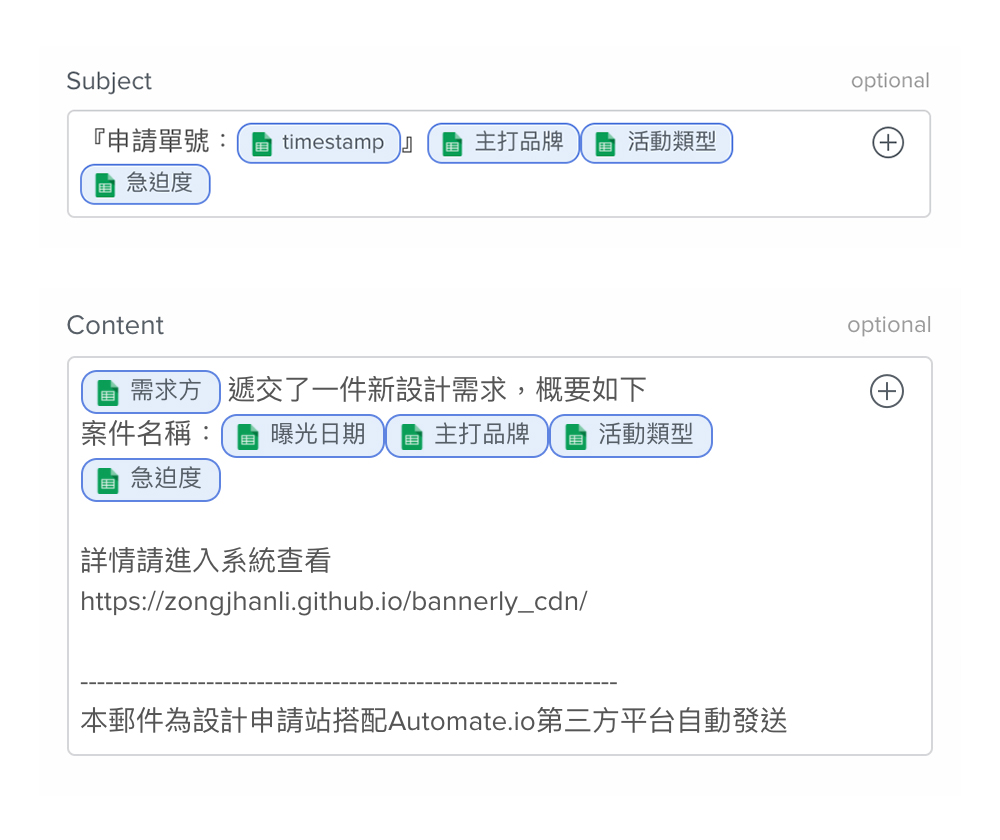 Subject
optional
『申請單號：timestamp』主打品牌 活動類型
急迫度
Content
optional
需求方 遞交了一件新設計需求，概要如下
案件名稱：曝光日期 主打品牌 活動類型
急迫度
詳情請進入系統查看
https://zongjhanli.github.io/bannerly_cdn/
----------------------------------------------------------------
本郵件為設計申請站搭配Automate.io第三方平台自動發送